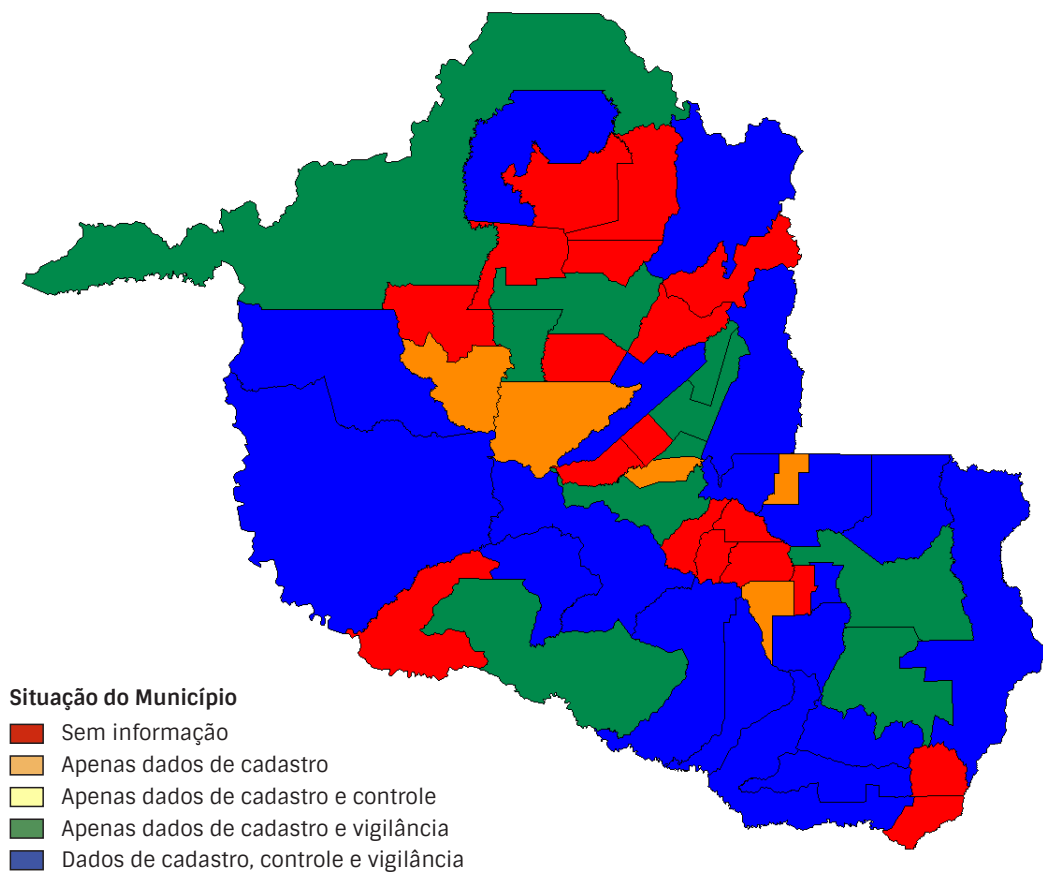 Situação do Município
Sem informação
Apenas dados de cadastro
Apenas dados de cadastro e controle
Apenas dados de cadastro e vigilância
Dados de cadastro, controle e vigilância